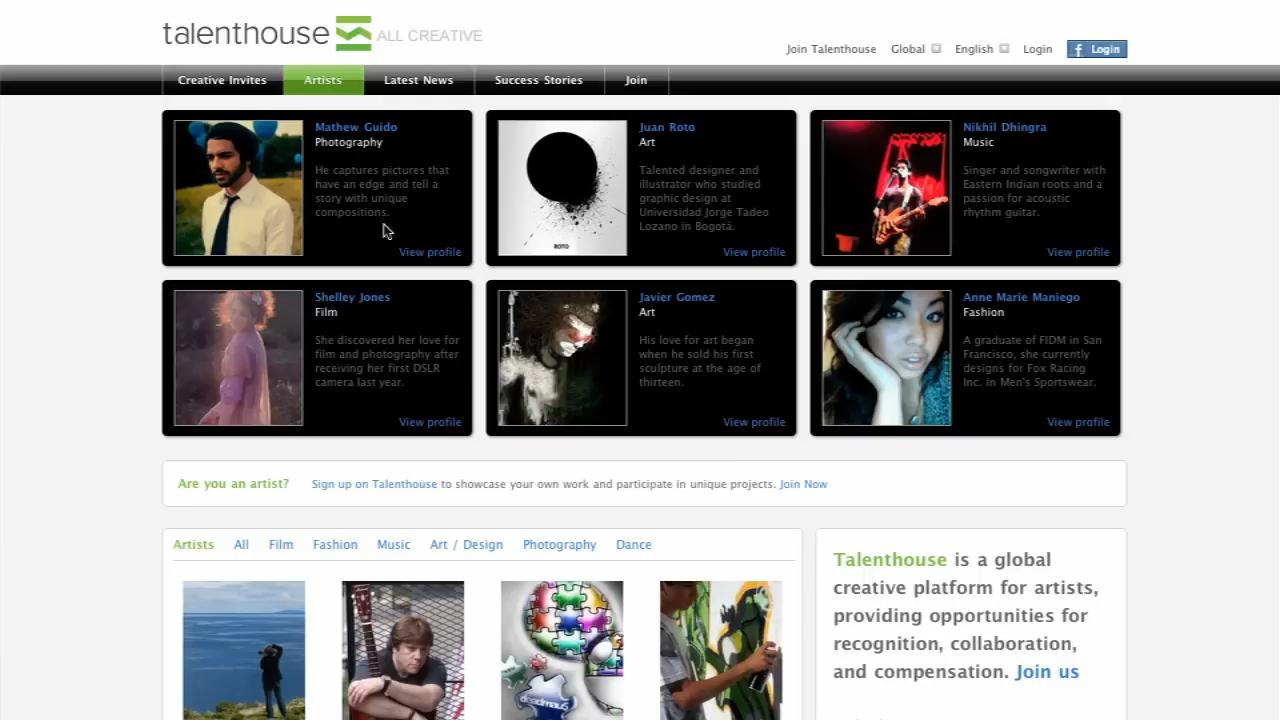 talenthouse ALL CREATIVE
Join Talenthouse Global English Login f Login
Creative Invites Artists Latest News Success Stories Join
Mathew Guido
Photography
He captures pictures that
have an edge and tell a
story with unique
compositions.
View profile
ROTO
Juan Roto
Art
Talented designer and
illustrator who studied
graphic design at
Universidad Jorge Tadeo
Lozano in Bogotá.
View profile
Nikhil Dhingra
Music
Singer and songwriter with
Eastern Indian roots and a
passion for acoustic
rhythm guitar.
View profile
Shelley Jones
Film
She discovered her love for
film and photography after
receiving her first DSLR
camera last year.
View profile
Javier Gomez
Art
His love for art began
when he sold his first
sculpture at the age of
thirteen.
View profile
Anne Marie Maniego
Fashion
A graduate of FIDM in San
Francisco, she currently
designs for Fox Racing
Inc. in Men's Sportswear.
View profile
Are you an artist? Sign up on Talenthouse to showcase your own work and participate in unique projects. Join Now
Artists All Film Fashion Music Art / Design Photography Dance
deadmau5
Talenthouse is a global
creative platform for artists,
providing opportunities for
recognition, collaboration,
and compensation. Join us